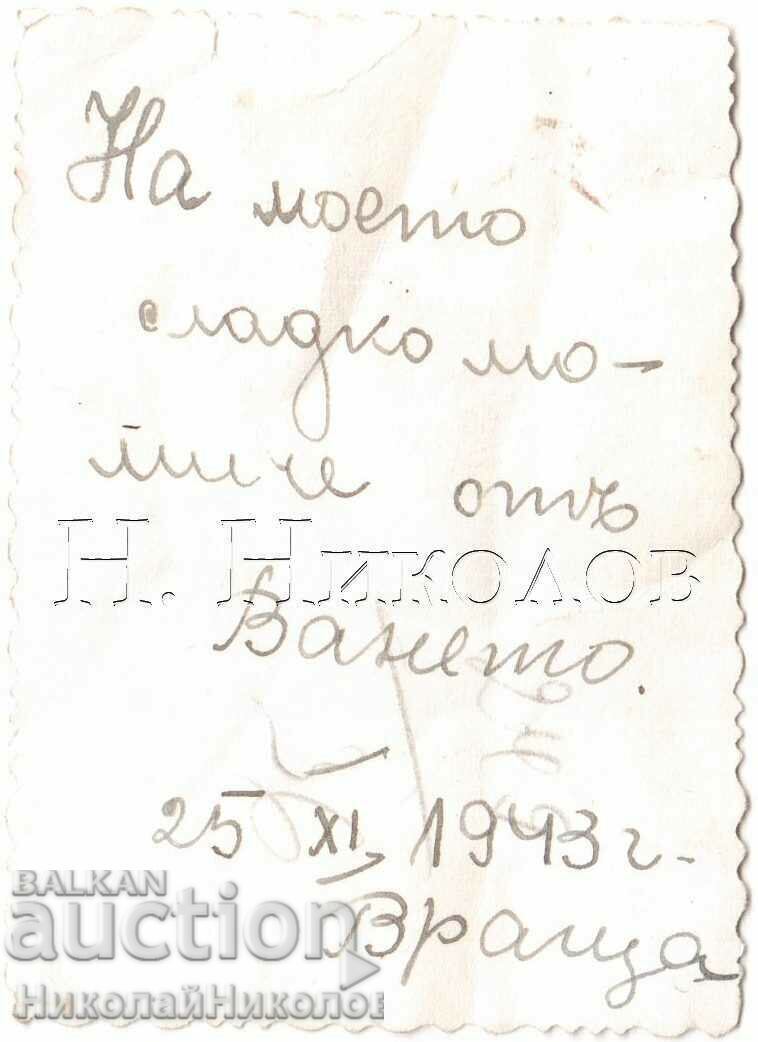 На моето
сладко мо-
миче отъ
Н. Николов
Ването.
25 XI, 1943 г.
BALKAN
auction
Враца
НиколайНиколов